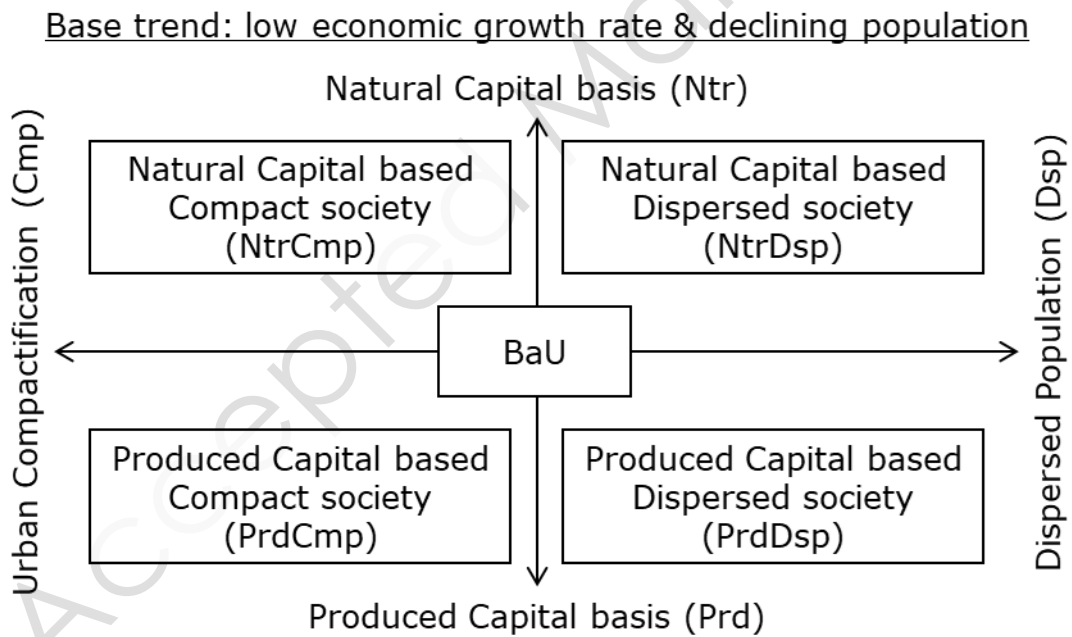 Base trend: low economic growth rate & declining population
Natural Capital basis (Ntr)
Urban Compactification (Cmp)
Natural Capital based
Compact society
(NtrCmp)
Natural Capital based
Dispersed society
(NtrDsp)
Dispersed Population (Dsp)
BaU
Produced Capital based
Compact society
(PrdCmp)
Produced Capital based
Dispersed society
(PrdDsp)
Produced Capital basis (Prd)
Accepted